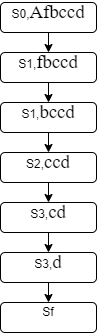 S0,Afbccd
S1,fbccd
S1,bccd
S2,ccd
S3,cd
S3,d
Sf